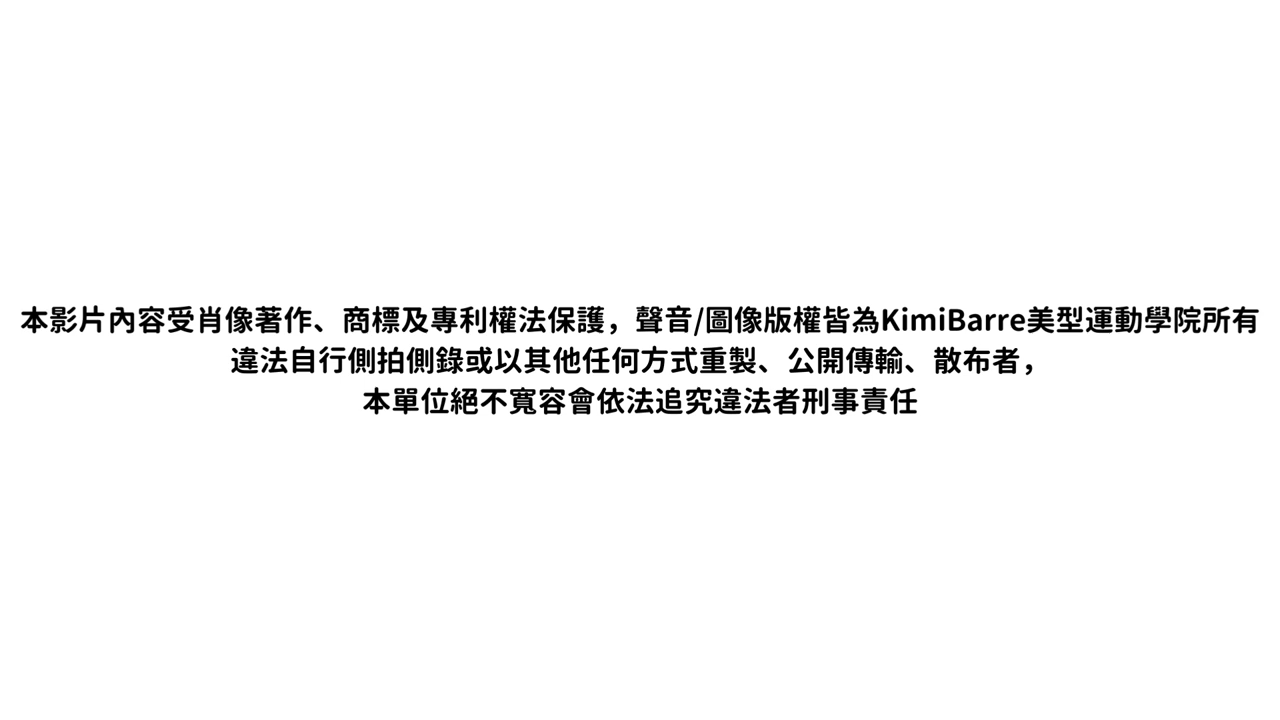 本影片內容受肖像著作、商標及專利權法保護，聲音/圖像版權皆為KimiBarre美型運動學院所有
違法自行側拍側錄或以其他任何方式重製、公開傳輸、散布者，
本單位絕不寬容會依法追究違法者刑事責任